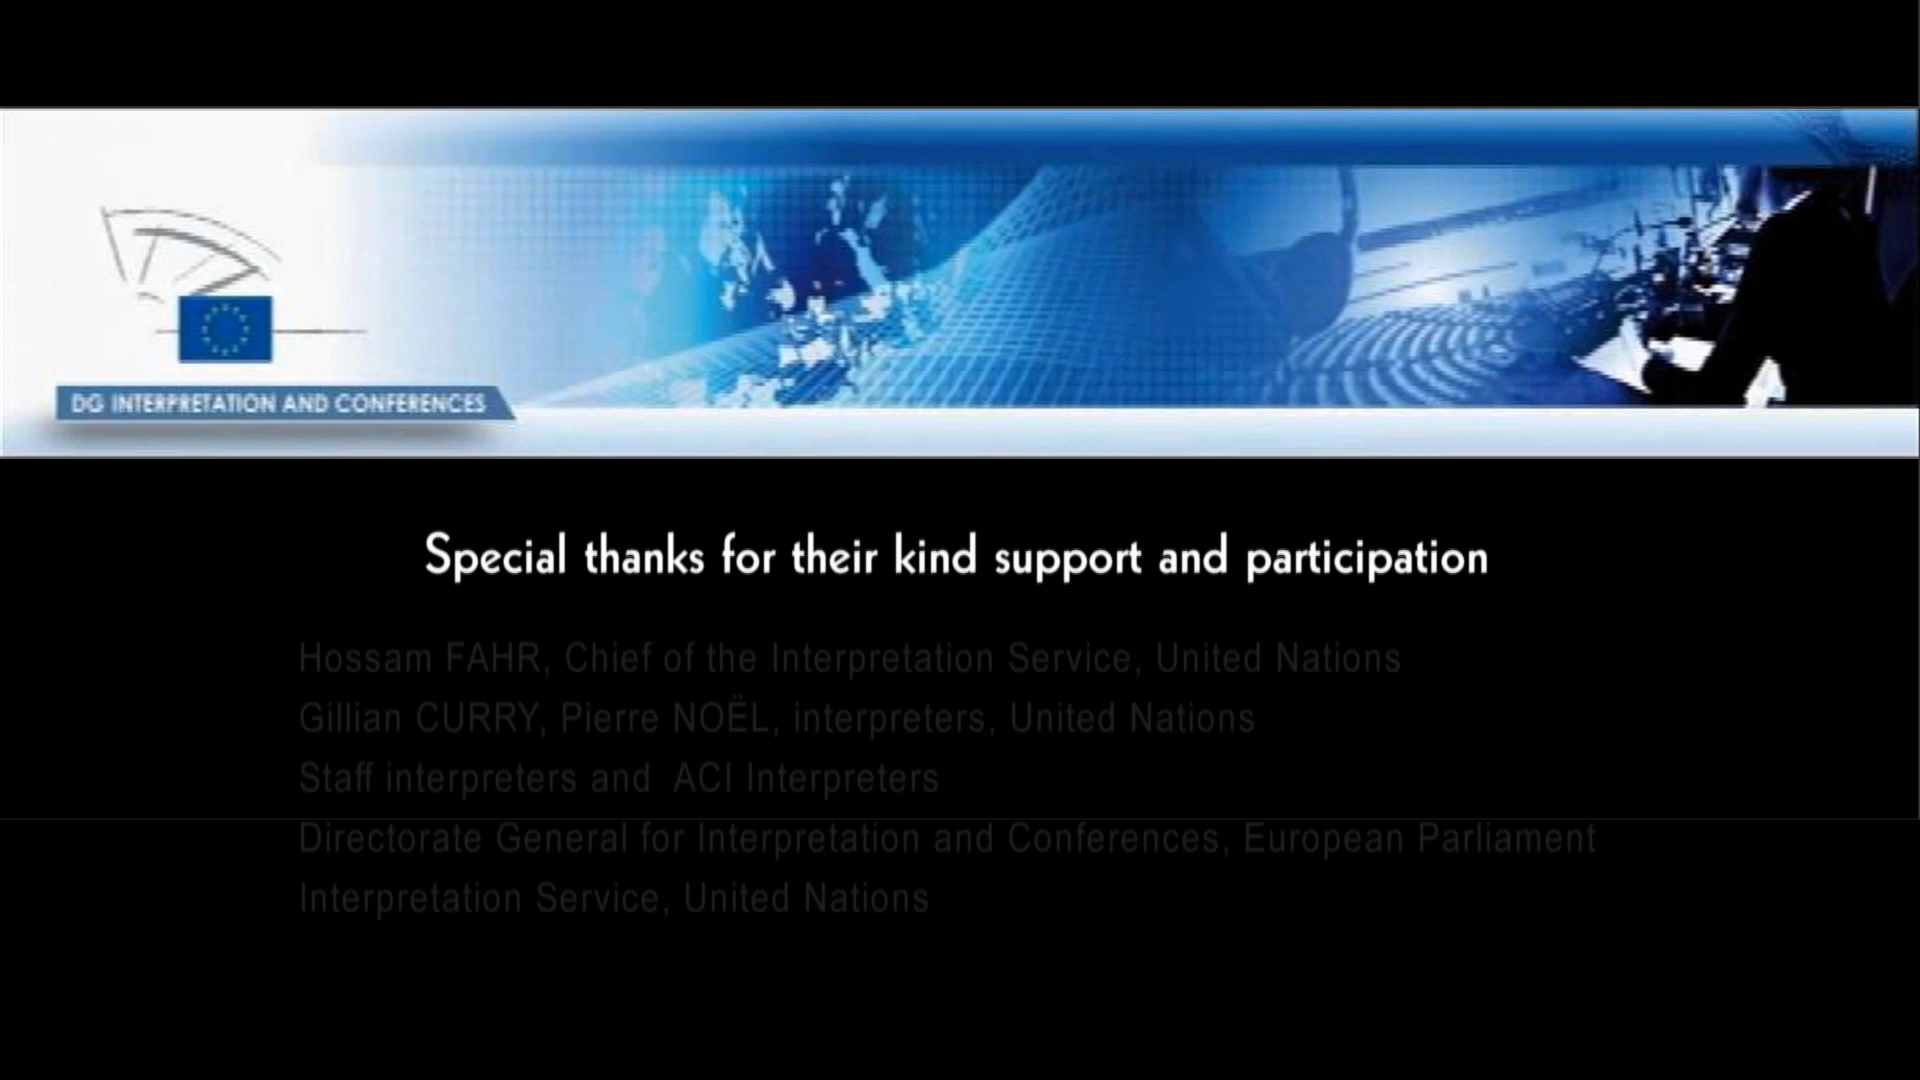 DG INTERPRETATION AND CONFERENCES
Special thanks for their kind support and participation
Hossam FAHR, Chief of the Interpretation Service, United Nations
Gillian CURRY, Pierre NOËL, interpreters, United Nations
Staff interpreters and  ACI Interpreters
Directorate General for Interpretation and Conferences, European Parliament
Interpretation Service, United Nations